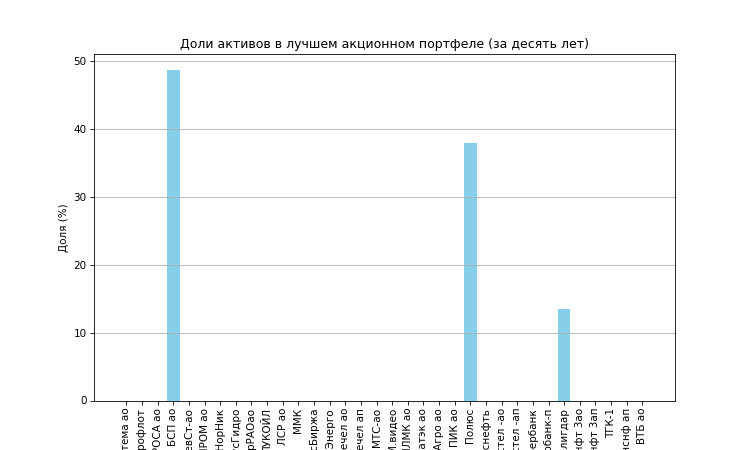 Доли активов в лучшем акционном портфеле (за десять лет)
Доля (%)
50
40
30
20
10
0
тема ао
рофлот
РОСА ао
БСП ао
евСт-ао
ПРОМ ао
НорНик
сГидро
рРАОао
ЛУКОЙЛ
ЛСР ао
ММК
сБиржа
Энерго
ечел ао
ечел ап
МТС-ао
М.видео
ЛМК ао
атэк ао
Агро ао
ПИК ао
Полюс
снефть
стел -ао
стел -ап
ербанк
рбанк-п
лигдар
нфт 3ао
нфт 3ап
ТГК-1
нснф ап
ВТБ ао